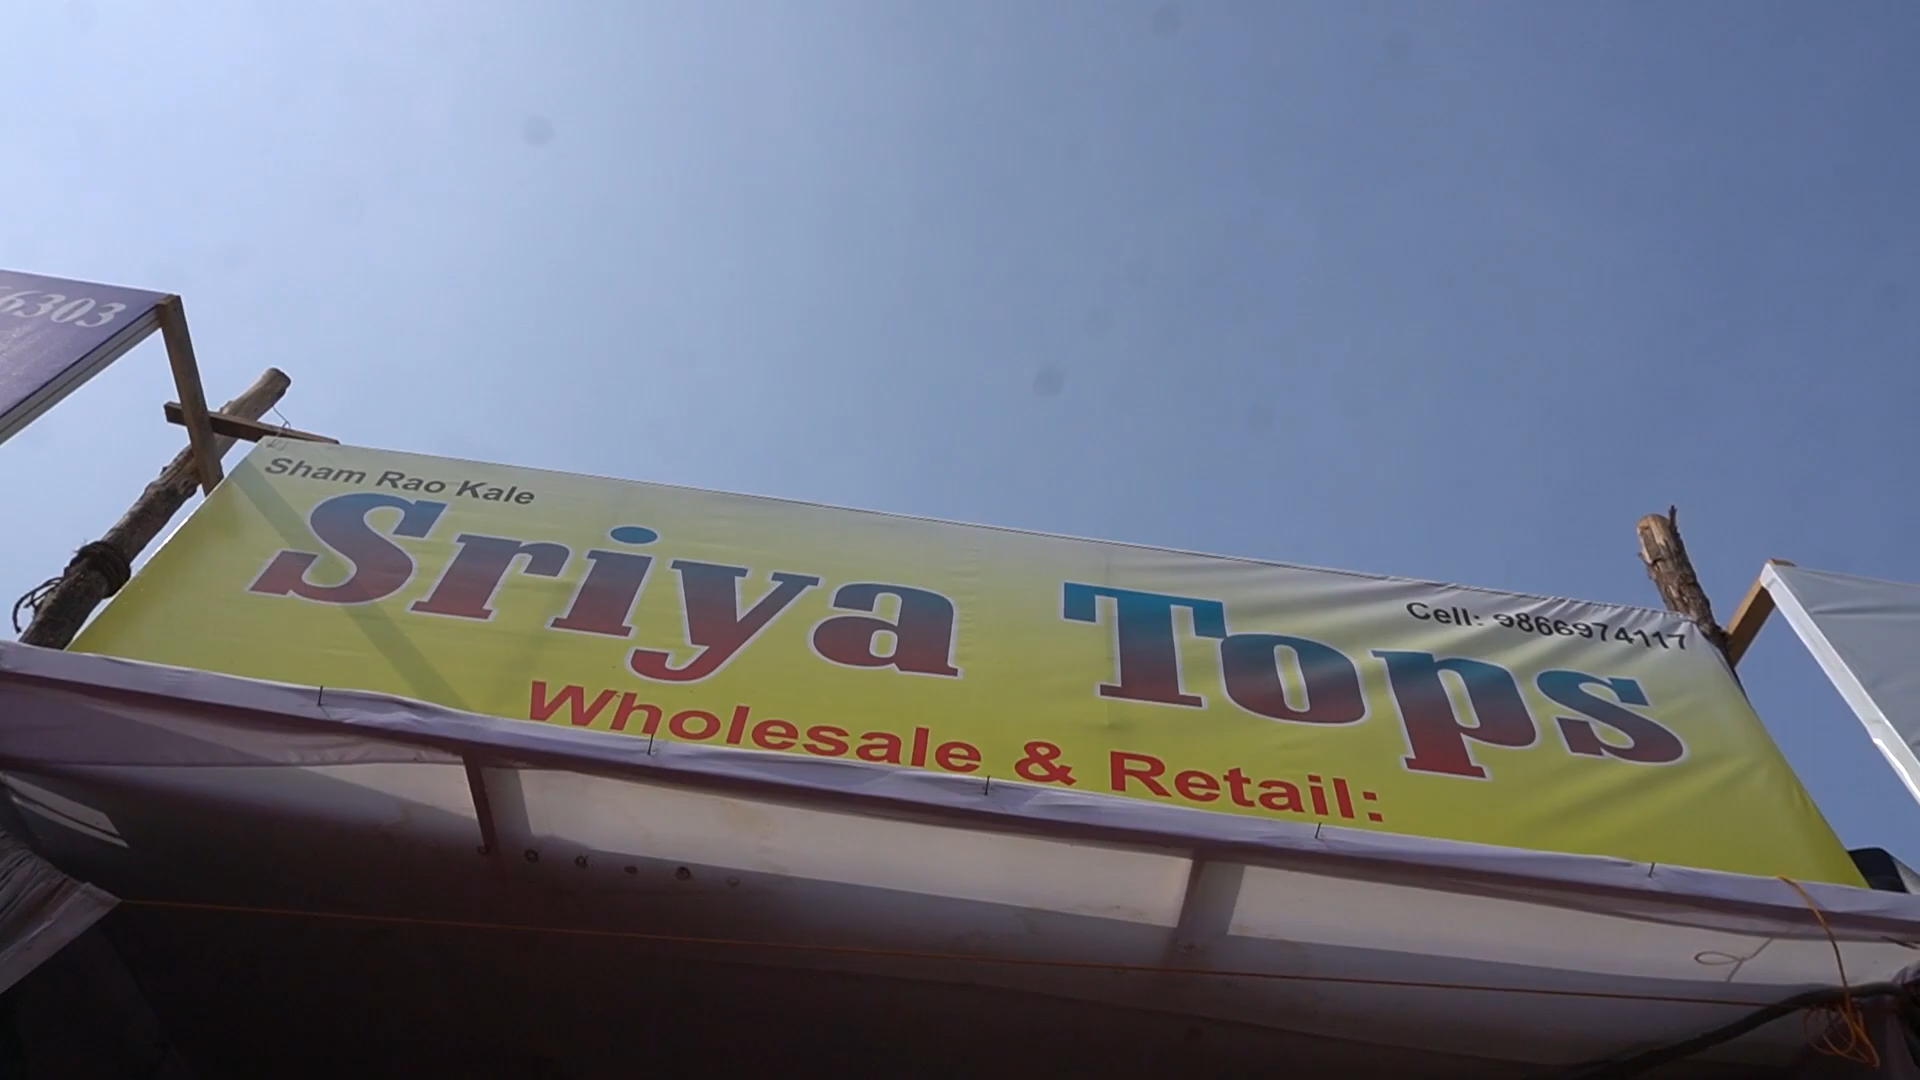 6303
Sham Rao Kale
Sriya Tops
Cell: 9866974117
Wholesale & Retail: